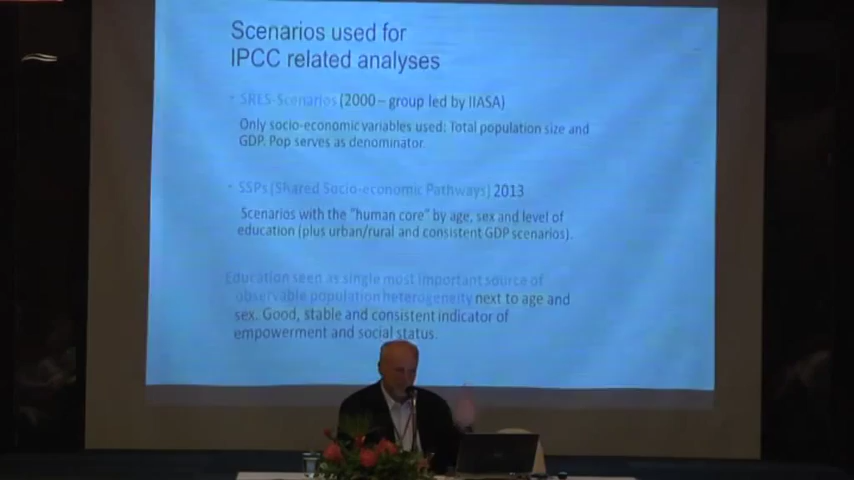 Scenarios used for
IPCC related analyses
• SRES-Scenarios (2000 – group led by IIASA)
Only socio-economic variables used: Total population size and
GDP. Pop serves as denominator.
• SSPs (Shared Socio-economic Pathways) 2013
Scenarios with the "human core" by age, sex and level of
education (plus urban/rural and consistent GDP scenarios).
Education seen as single most important source of
observable population heterogeneity next to age and
sex. Good, stable and consistent indicator of
empowerment and social status.